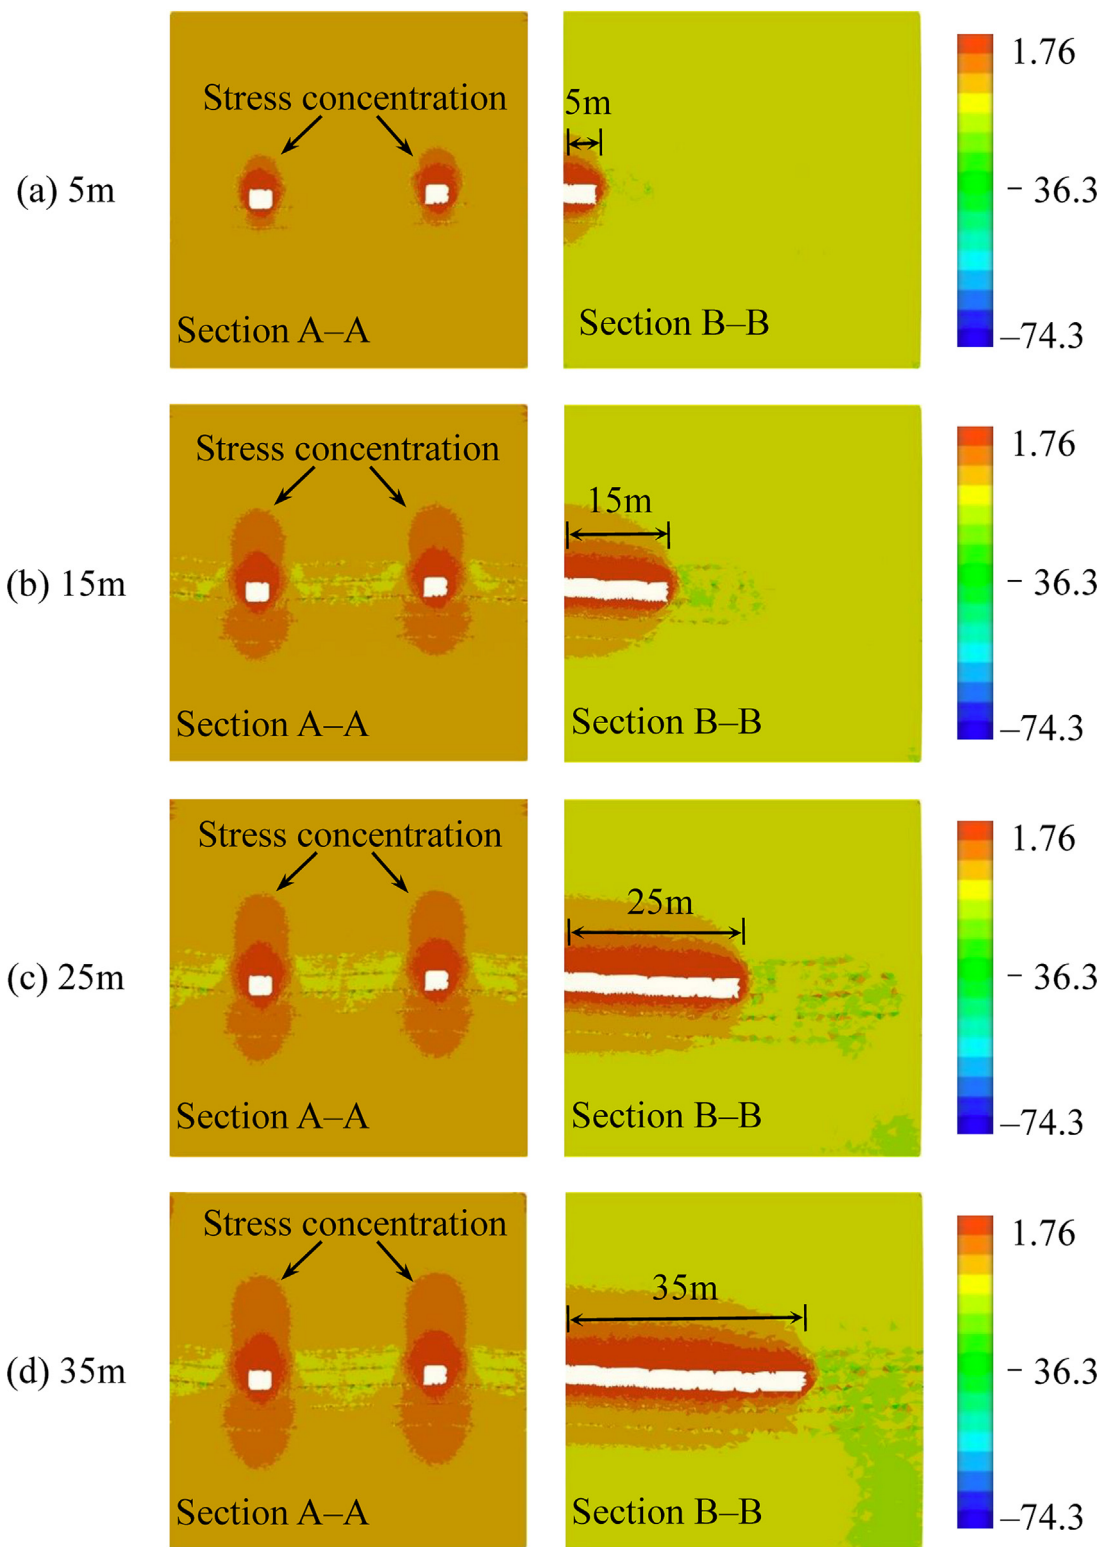 Stress concentration
5m
1.76
(a) 5m
- 36.3
Section A–A
Section B–B
–74.3
Stress concentration
15m
1.76
(b) 15m
- 36.3
Section A–A
Section B–B
–74.3
Stress concentration
25m
1.76
(c) 25m
- 36.3
Section A–A
Section B–B
–74.3
Stress concentration
35m
1.76
(d) 35m
- 36.3
Section A–A
Section B–B
–74.3